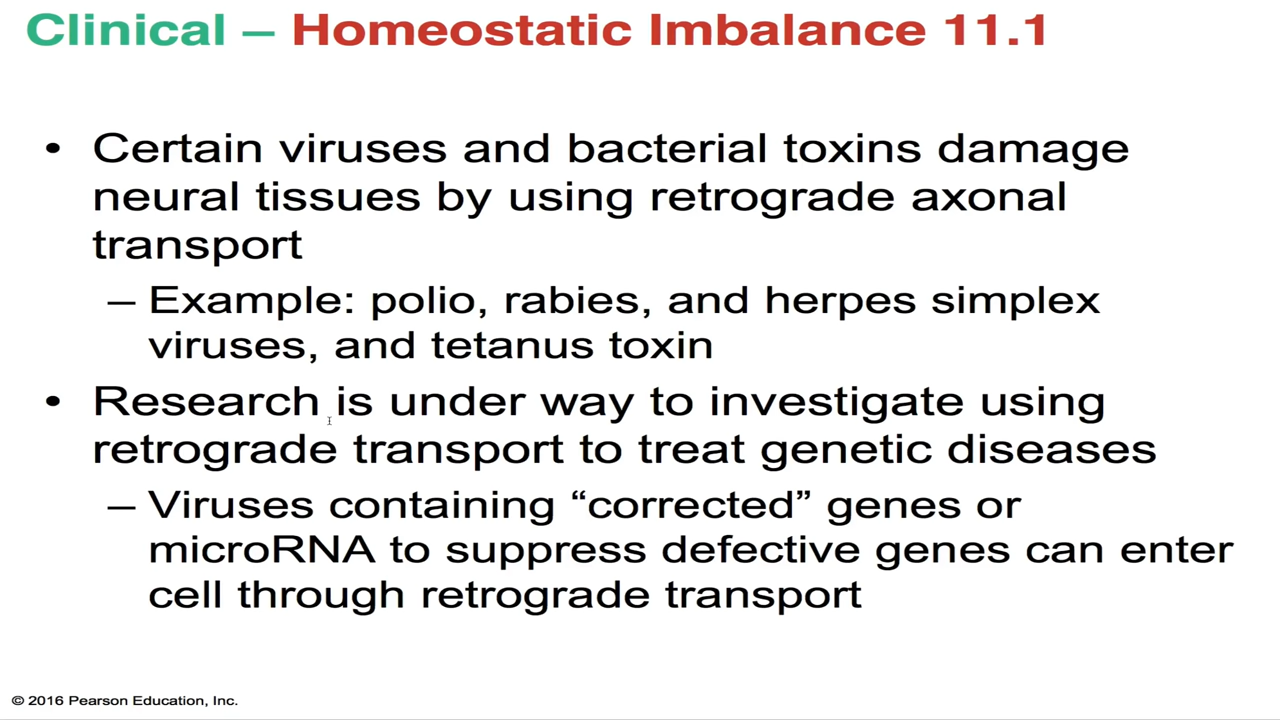 Clinical – Homeostatic Imbalance 11.1
• Certain viruses and bacterial toxins damage
neural tissues by using retrograde axonal
transport
– Example: polio, rabies, and herpes simplex
viruses, and tetanus toxin
• Research is under way to investigate using
retrograde transport to treat genetic diseases
– Viruses containing “corrected” genes or
microRNA to suppress defective genes can enter
cell through retrograde transport
© 2016 Pearson Education, Inc.